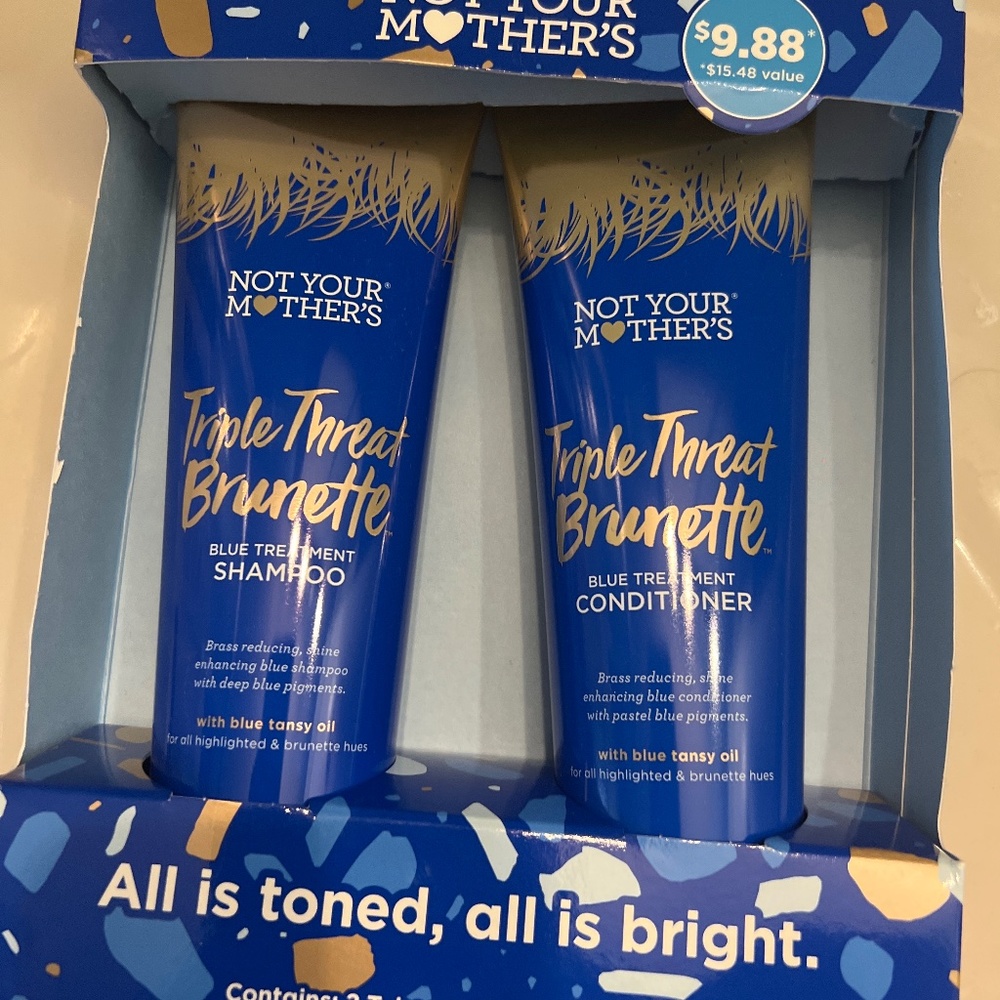 NOT YOUR
MOTHER'S
$9.88*
*$15.48 value
NOT YOUR®
MOTHER'S
Triple Threat
Brunette™
BLUE TREATMENT
SHAMPOO
Brass reducing, shine
enhancing blue shampoo
with deep blue pigments.
with blue tansy oil
for all highlighted & brunette hues
NOT YOUR®
MOTHER'S
Triple Threat
Brunette™
BLUE TREATMENT
CONDITIONER
Brass reducing, shine
enhancing blue conditioner
with pastel blue pigments.
with blue tansy oil
for all highlighted & brunette hues
All is toned, all is bright.
Contains: 2